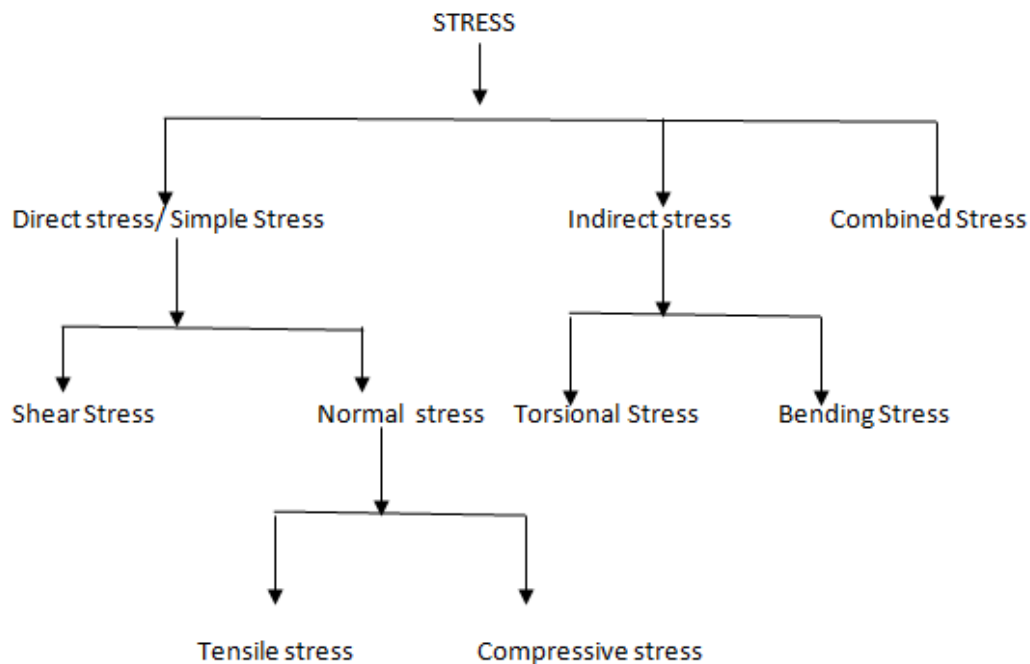 STRESS
Direct stress/ Simple Stress
Indirect stress
Combined Stress
Shear Stress
Normal stress
Torsional Stress
Bending Stress
Tensile stress
Compressive stress